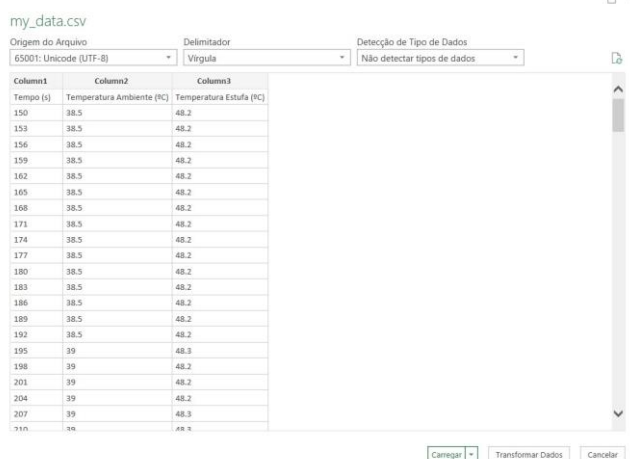 my_data.csv
Origem do Arquivo Delimitador Detecção de Tipo de Dados
65001: Unicode (UTF-8) Vírgula Não detectar tipos de dados
Column1 Column2 Column3
Tempo (s) Temperatura Ambiente (ºC) Temperatura Estufa (ºC)
150 38.5 48.2
153 38.5 48.2
156 38.5 48.2
159 38.5 48.2
162 38.5 48.2
165 38.5 48.2
168 38.5 48.2
171 38.5 48.2
174 38.5 48.2
177 38.5 48.2
180 38.5 48.2
183 38.5 48.2
186 38.5 48.2
189 38.5 48.2
192 38.5 48.2
195 39 48.3
198 39 48.2
201 39 48.2
204 39 48.2
207 39 48.3
210 39 48.3
Carregar Transformar Dados Cancelar